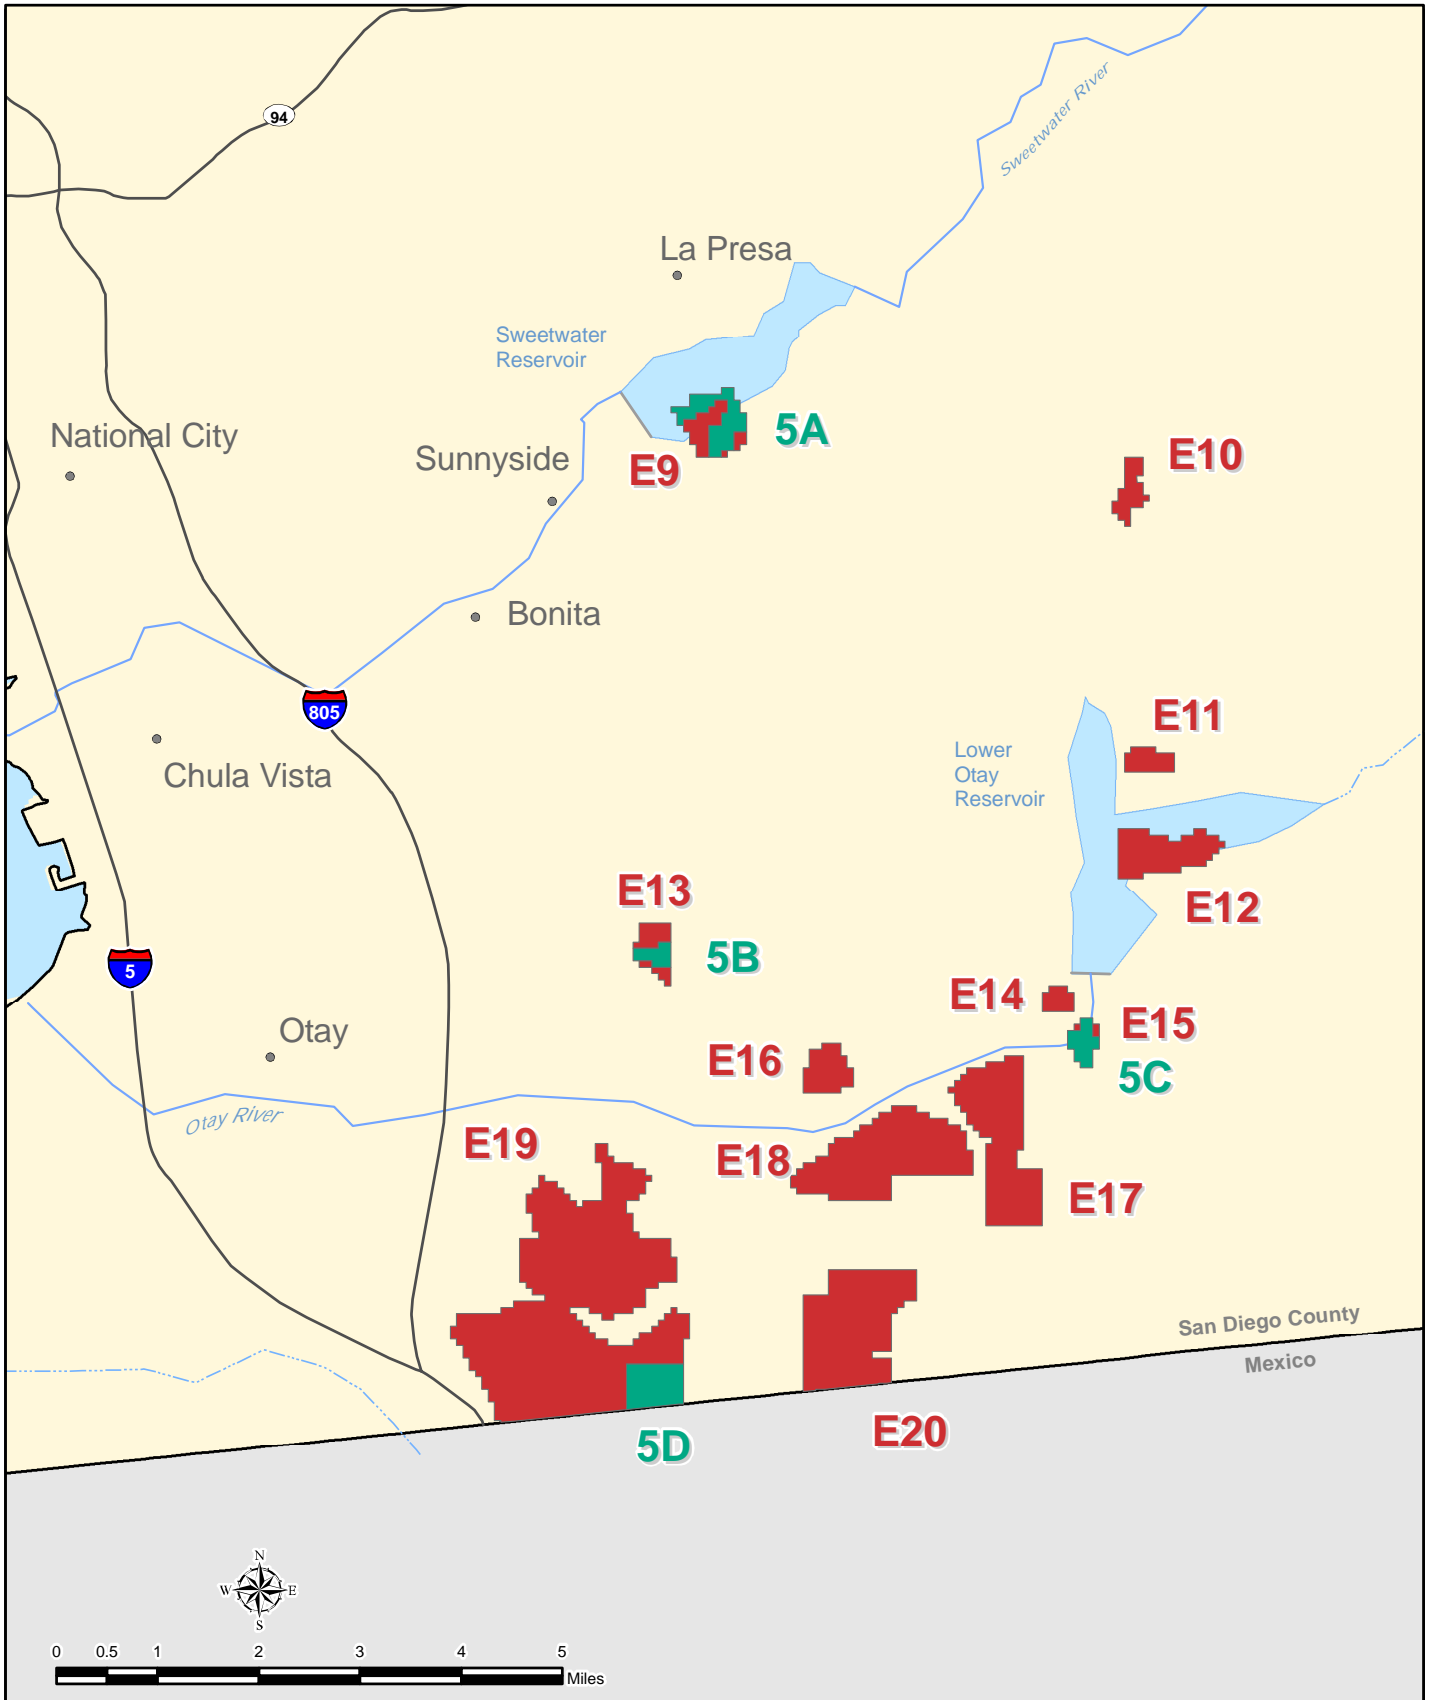 94
Sweetwater River
La Presa
Sweetwater
Reservoir
National City
Sunnyside
5A
E9
E10
Bonita
805
Chula Vista
E11
Lower
Otay
Reservoir
E13
E12
5B
5
E14
E15
Otay
E16
5C
Otay River
E19
E18
E17
San Diego County
Mexico
E20
5D
N
W
E
S
0 0.5 1 2 3 4 5
Miles